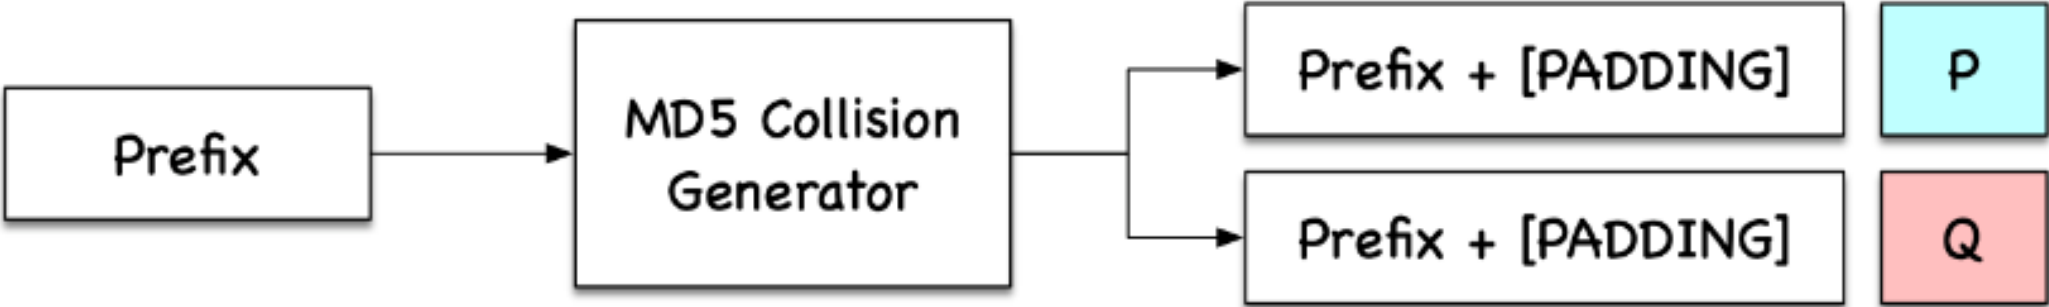 Prefix
MD5 Collision
Generator
Prefix + [PADDING]
P
Prefix + [PADDING]
Q